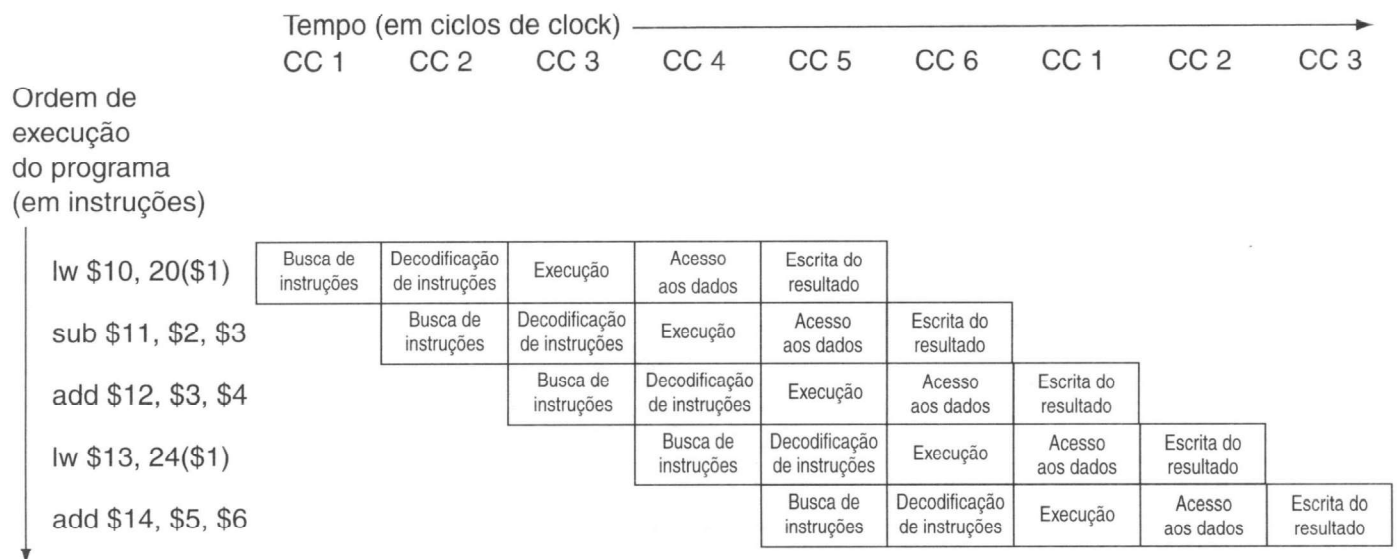 Tempo (em ciclos de clock)
CC 1 CC 2 CC 3 CC 4 CC 5 CC 6 CC 1 CC 2 CC 3
Ordem de
execução
do programa
(em instruções)
lw $10, 20($1)
Busca de
instruções
Decodificação
de instruções
Execução
Acesso
aos dados
Escrita do
resultado
sub $11, $2, $3
Busca de
instruções
Decodificação
de instruções
Execução
Acesso
aos dados
Escrita do
resultado
add $12, $3, $4
Busca de
instruções
Decodificação
de instruções
Execução
Acesso
aos dados
Escrita do
resultado
lw $13, 24($1)
Busca de
instruções
Decodificação
de instruções
Execução
Acesso
aos dados
Escrita do
resultado
add $14, $5, $6
Busca de
instruções
Decodificação
de instruções
Execução
Acesso
aos dados
Escrita do
resultado